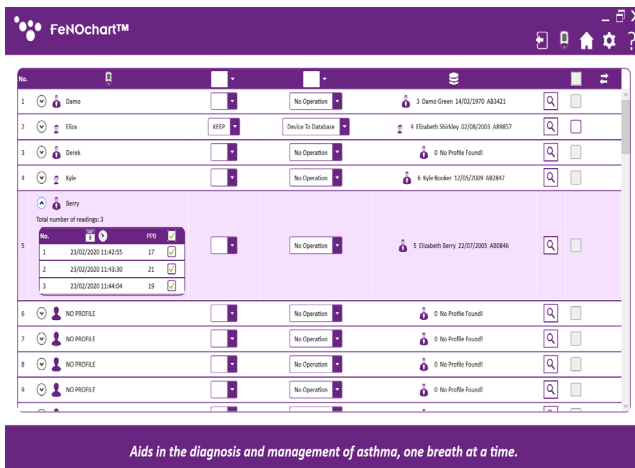 FeNOchart™
?
No.
1 Damo No Operation 3 Damo Green 14/02/1970 AB3421
2 Eliza KEEP Device To Database 4 Elizabeth Shirkley 02/08/2003 AB9857
3 Derek No Operation 0 No Profile Found!
4 Kyle No Operation 6 Kyle Booker 12/05/2009 AB2847
Berry
Total number of readings: 3
No. PPB
1 23/02/2020 11:42:55 17
5 No Operation 5 Elizabeth Berry 22/07/2005 AB0846
2 23/02/2020 11:43:30 21
3 23/02/2020 11:44:04 19
6 NO PROFILE No Operation 0 No Profile Found!
7 NO PROFILE No Operation 0 No Profile Found!
8 NO PROFILE No Operation 0 No Profile Found!
9 NO PROFILE No Operation 0 No Profile Found!
Aids in the diagnosis and management of asthma, one breath at a time.